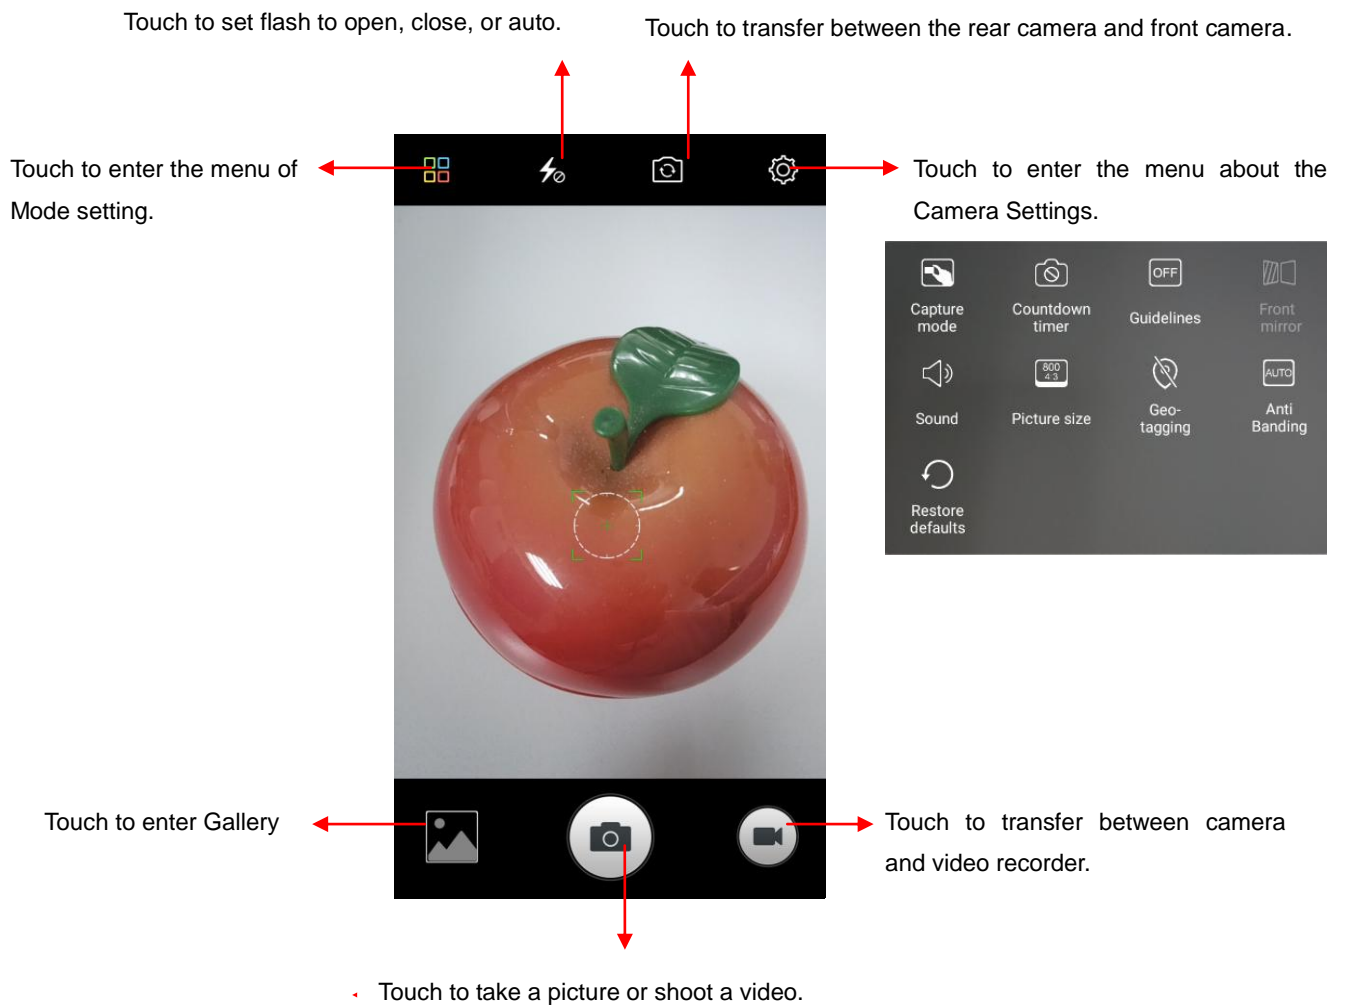 Touch to set flash to open, close, or auto.
Touch to transfer between the rear camera and front camera.
Touch to enter the menu of
Mode setting.
Touch to enter the menu about the
Camera Settings.
OFF
Capture
mode
Countdown
timer
Guidelines
Front
mirror
800
4:3
AUTO
Sound
Picture size
Geo-
tagging
Anti
Banding
Restore
defaults
Touch to enter Gallery
Touch to transfer between camera
and video recorder.
Touch to take a picture or shoot a video.